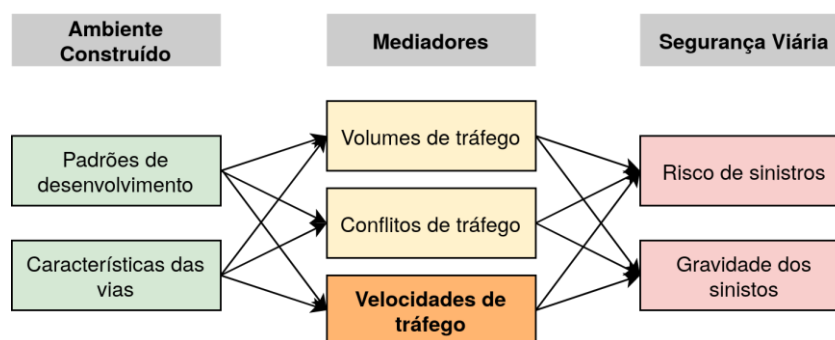 Ambiente
Construído
Mediadores
Segurança Viária
Padrões de
desenvolvimento
Características das
vias
Volumes de tráfego
Conflitos de tráfego
Velocidades de
tráfego
Risco de sinistros
Gravidade dos
sinistos